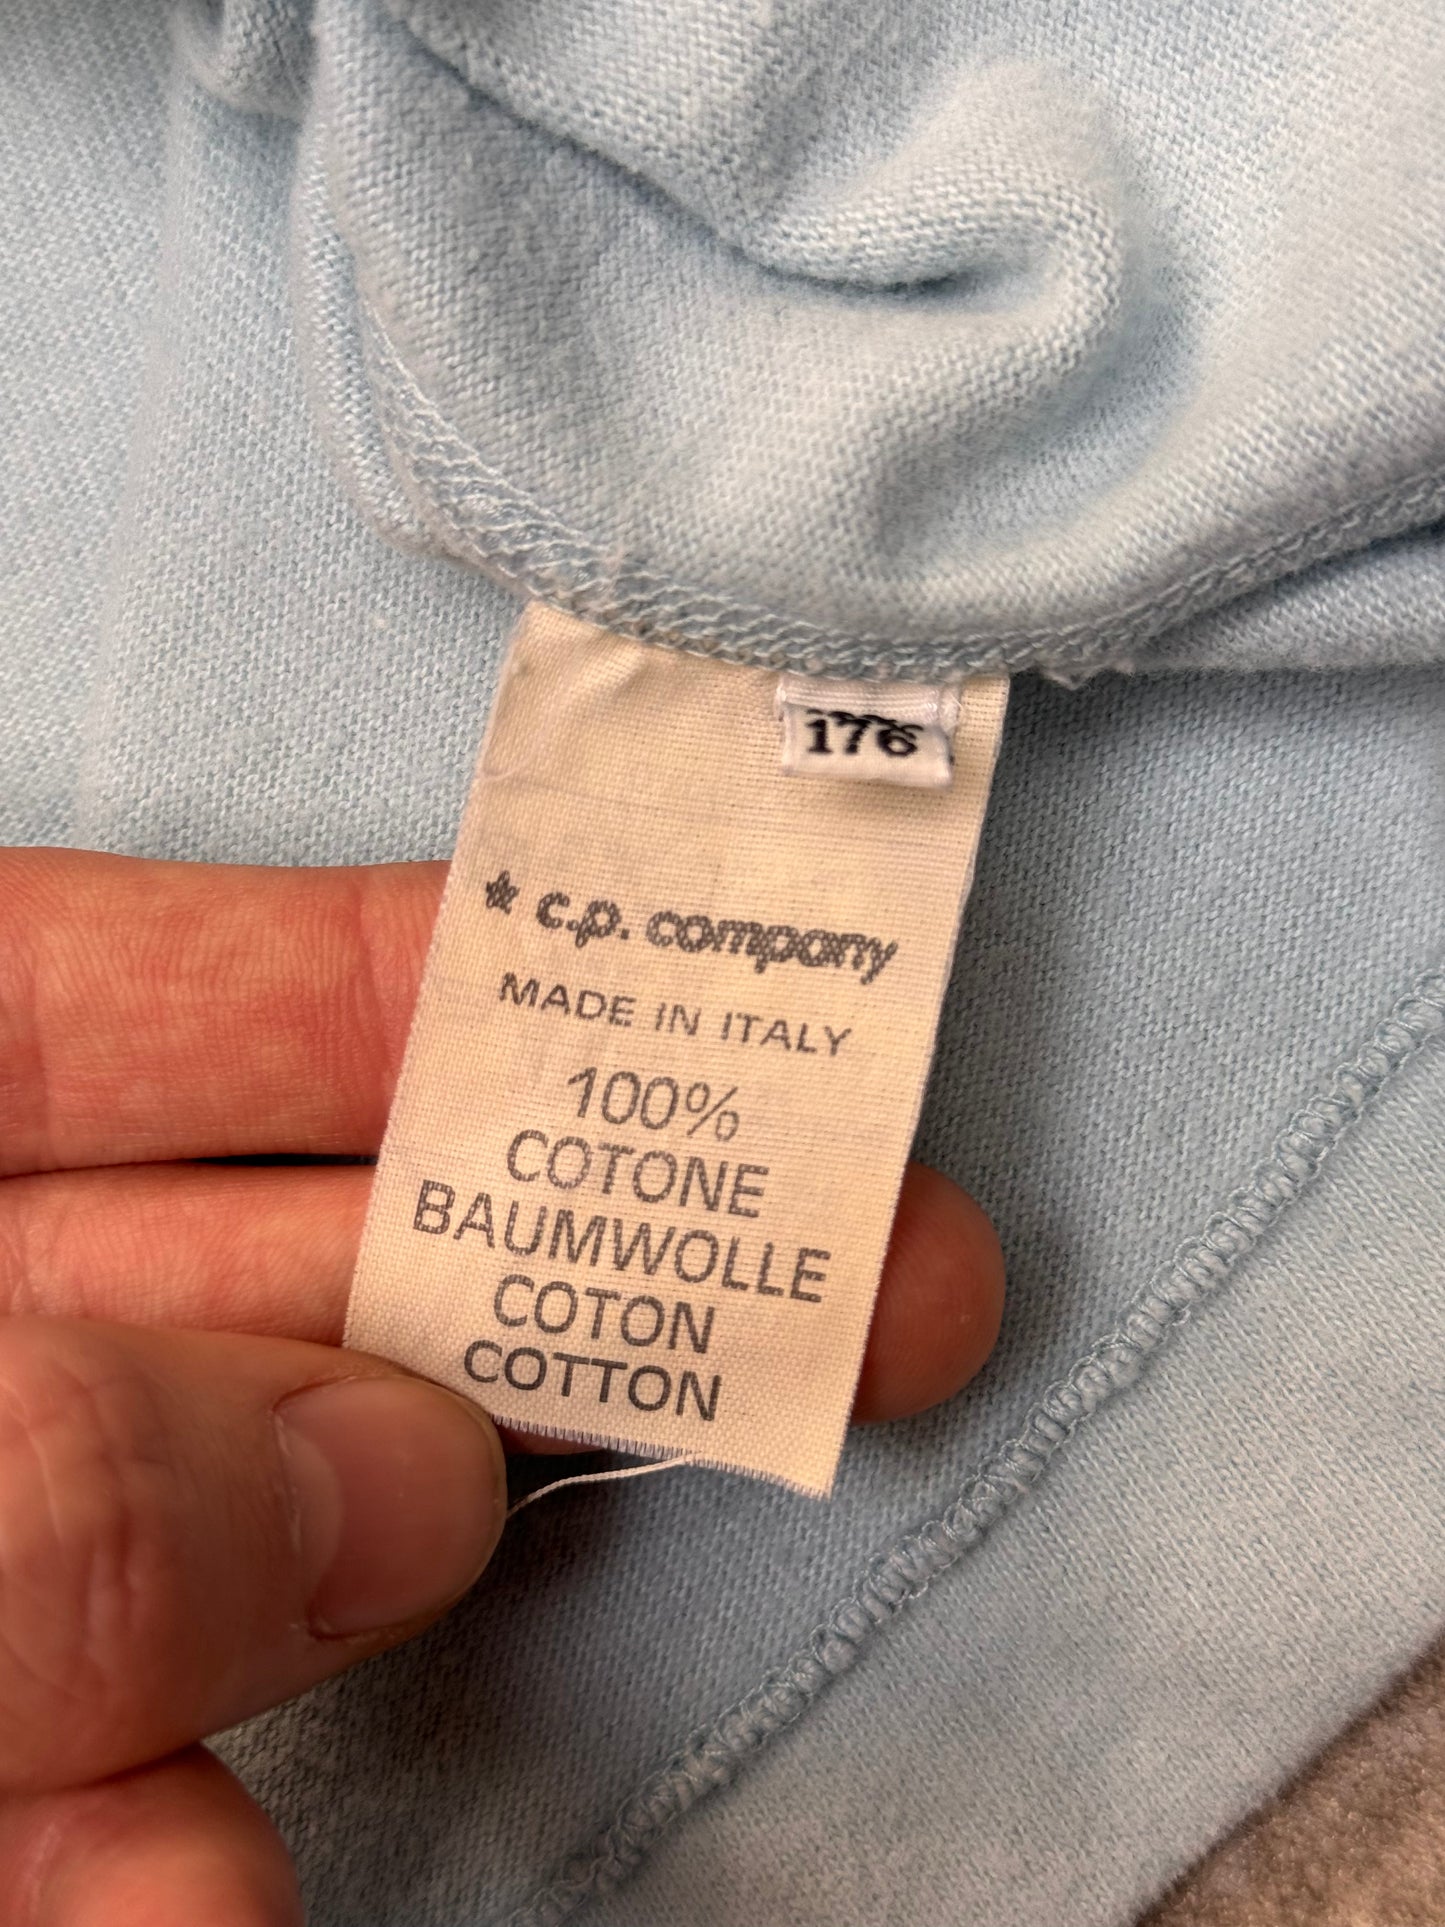 176
c.p. company
MADE IN ITALY
100%
COTONE
BAUMWOLLE
COTON
COTTON